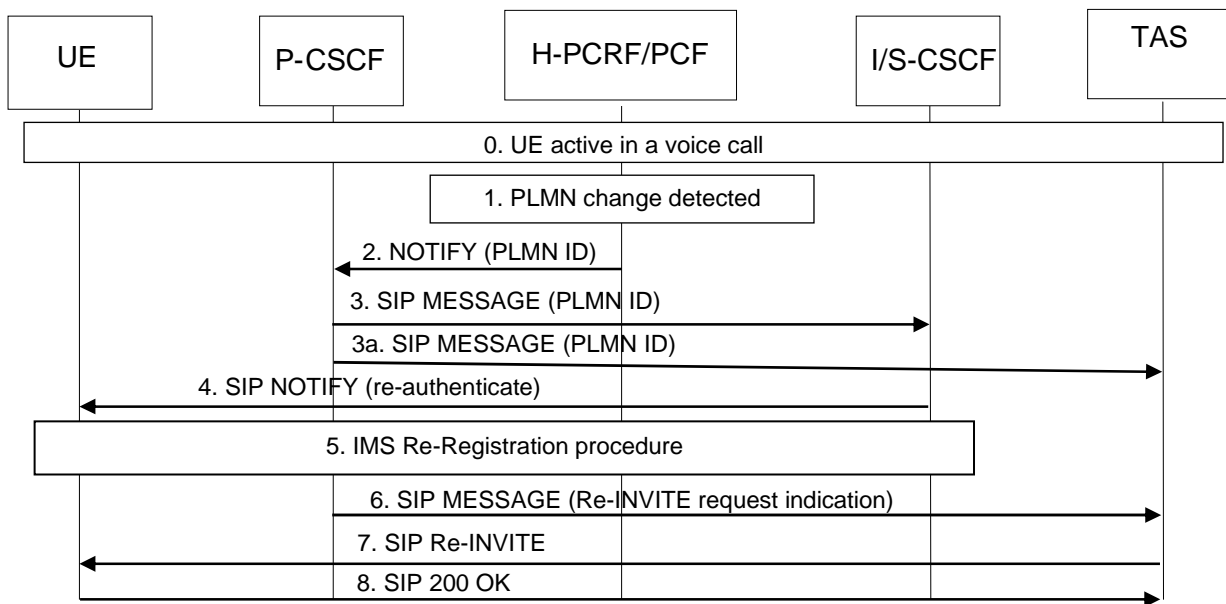 UE
P-CSCF
H-PCRF/PCF
I/S-CSCF
TAS
0. UE active in a voice call
1. PLMN change detected
2. NOTIFY (PLMN ID)
3. SIP MESSAGE (PLMN ID)
3a. SIP MESSAGE (PLMN ID)
4. SIP NOTIFY (re-authenticate)
5. IMS Re-Registration procedure
6. SIP MESSAGE (Re-INVITE request indication)
7. SIP Re-INVITE
8. SIP 200 OK